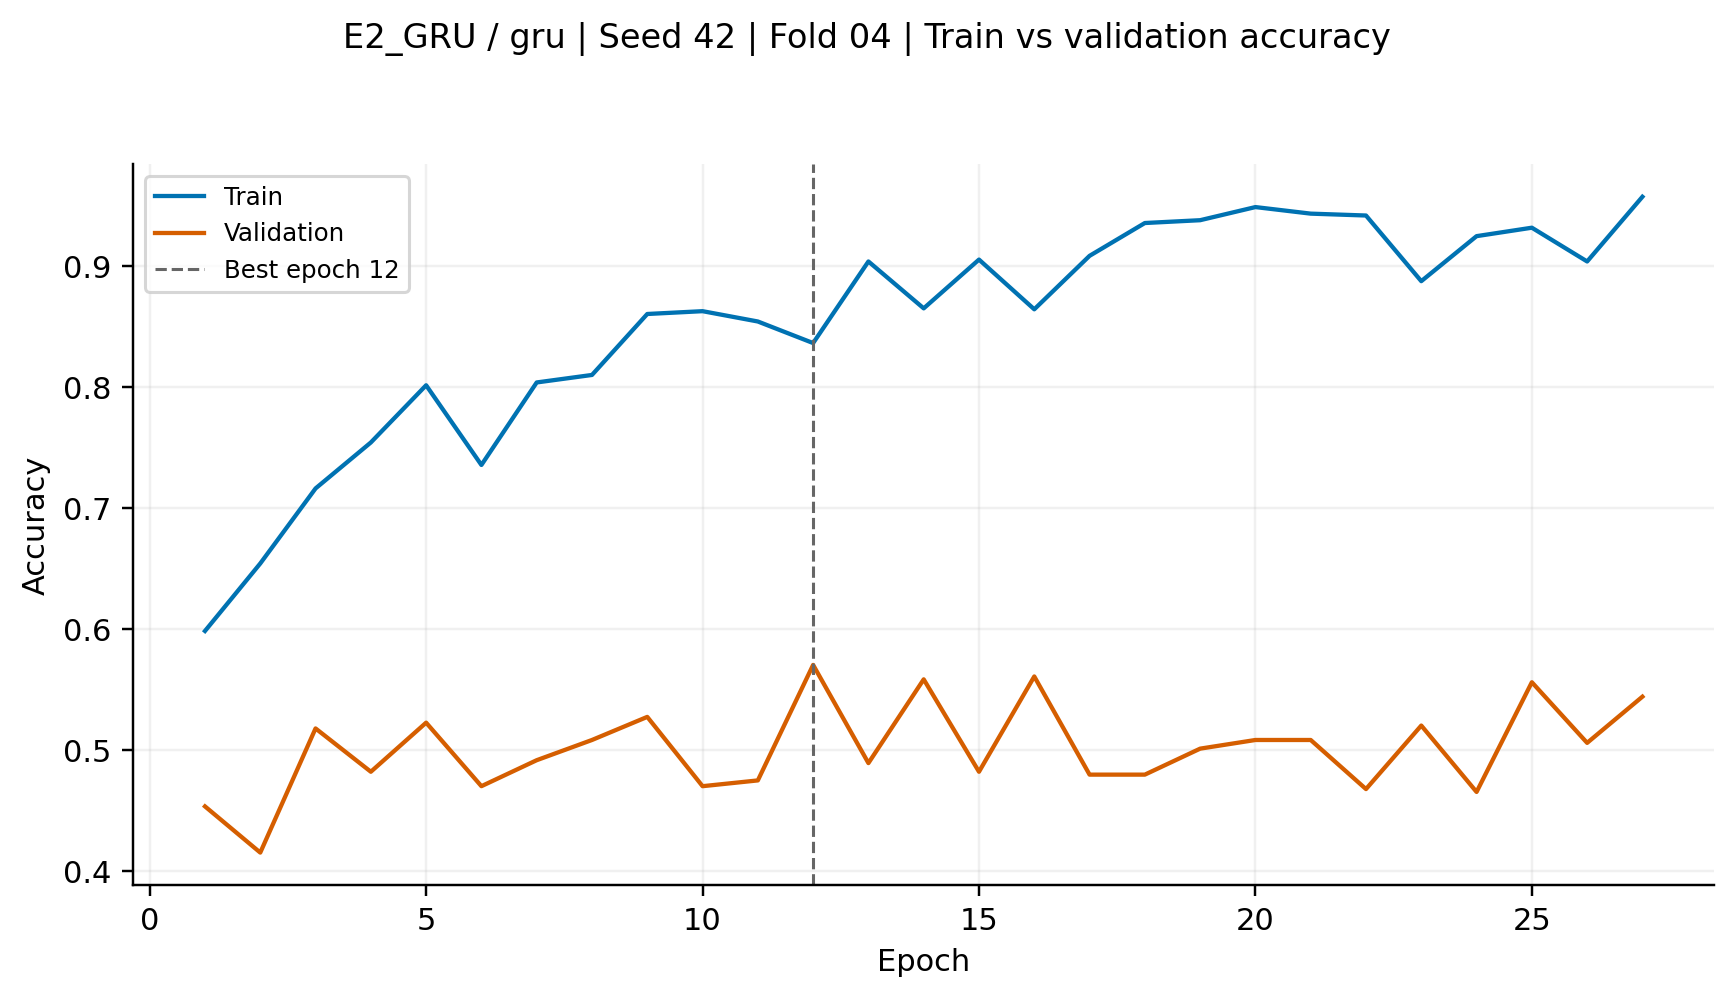 E2_GRU / gru | Seed 42 | Fold 04 | Train vs validation accuracy
Train
Validation
Best epoch 12
0.9
0.8
0.7
0.6
0.5
0.4
Accuracy
0
5
10
15
20
25
Epoch